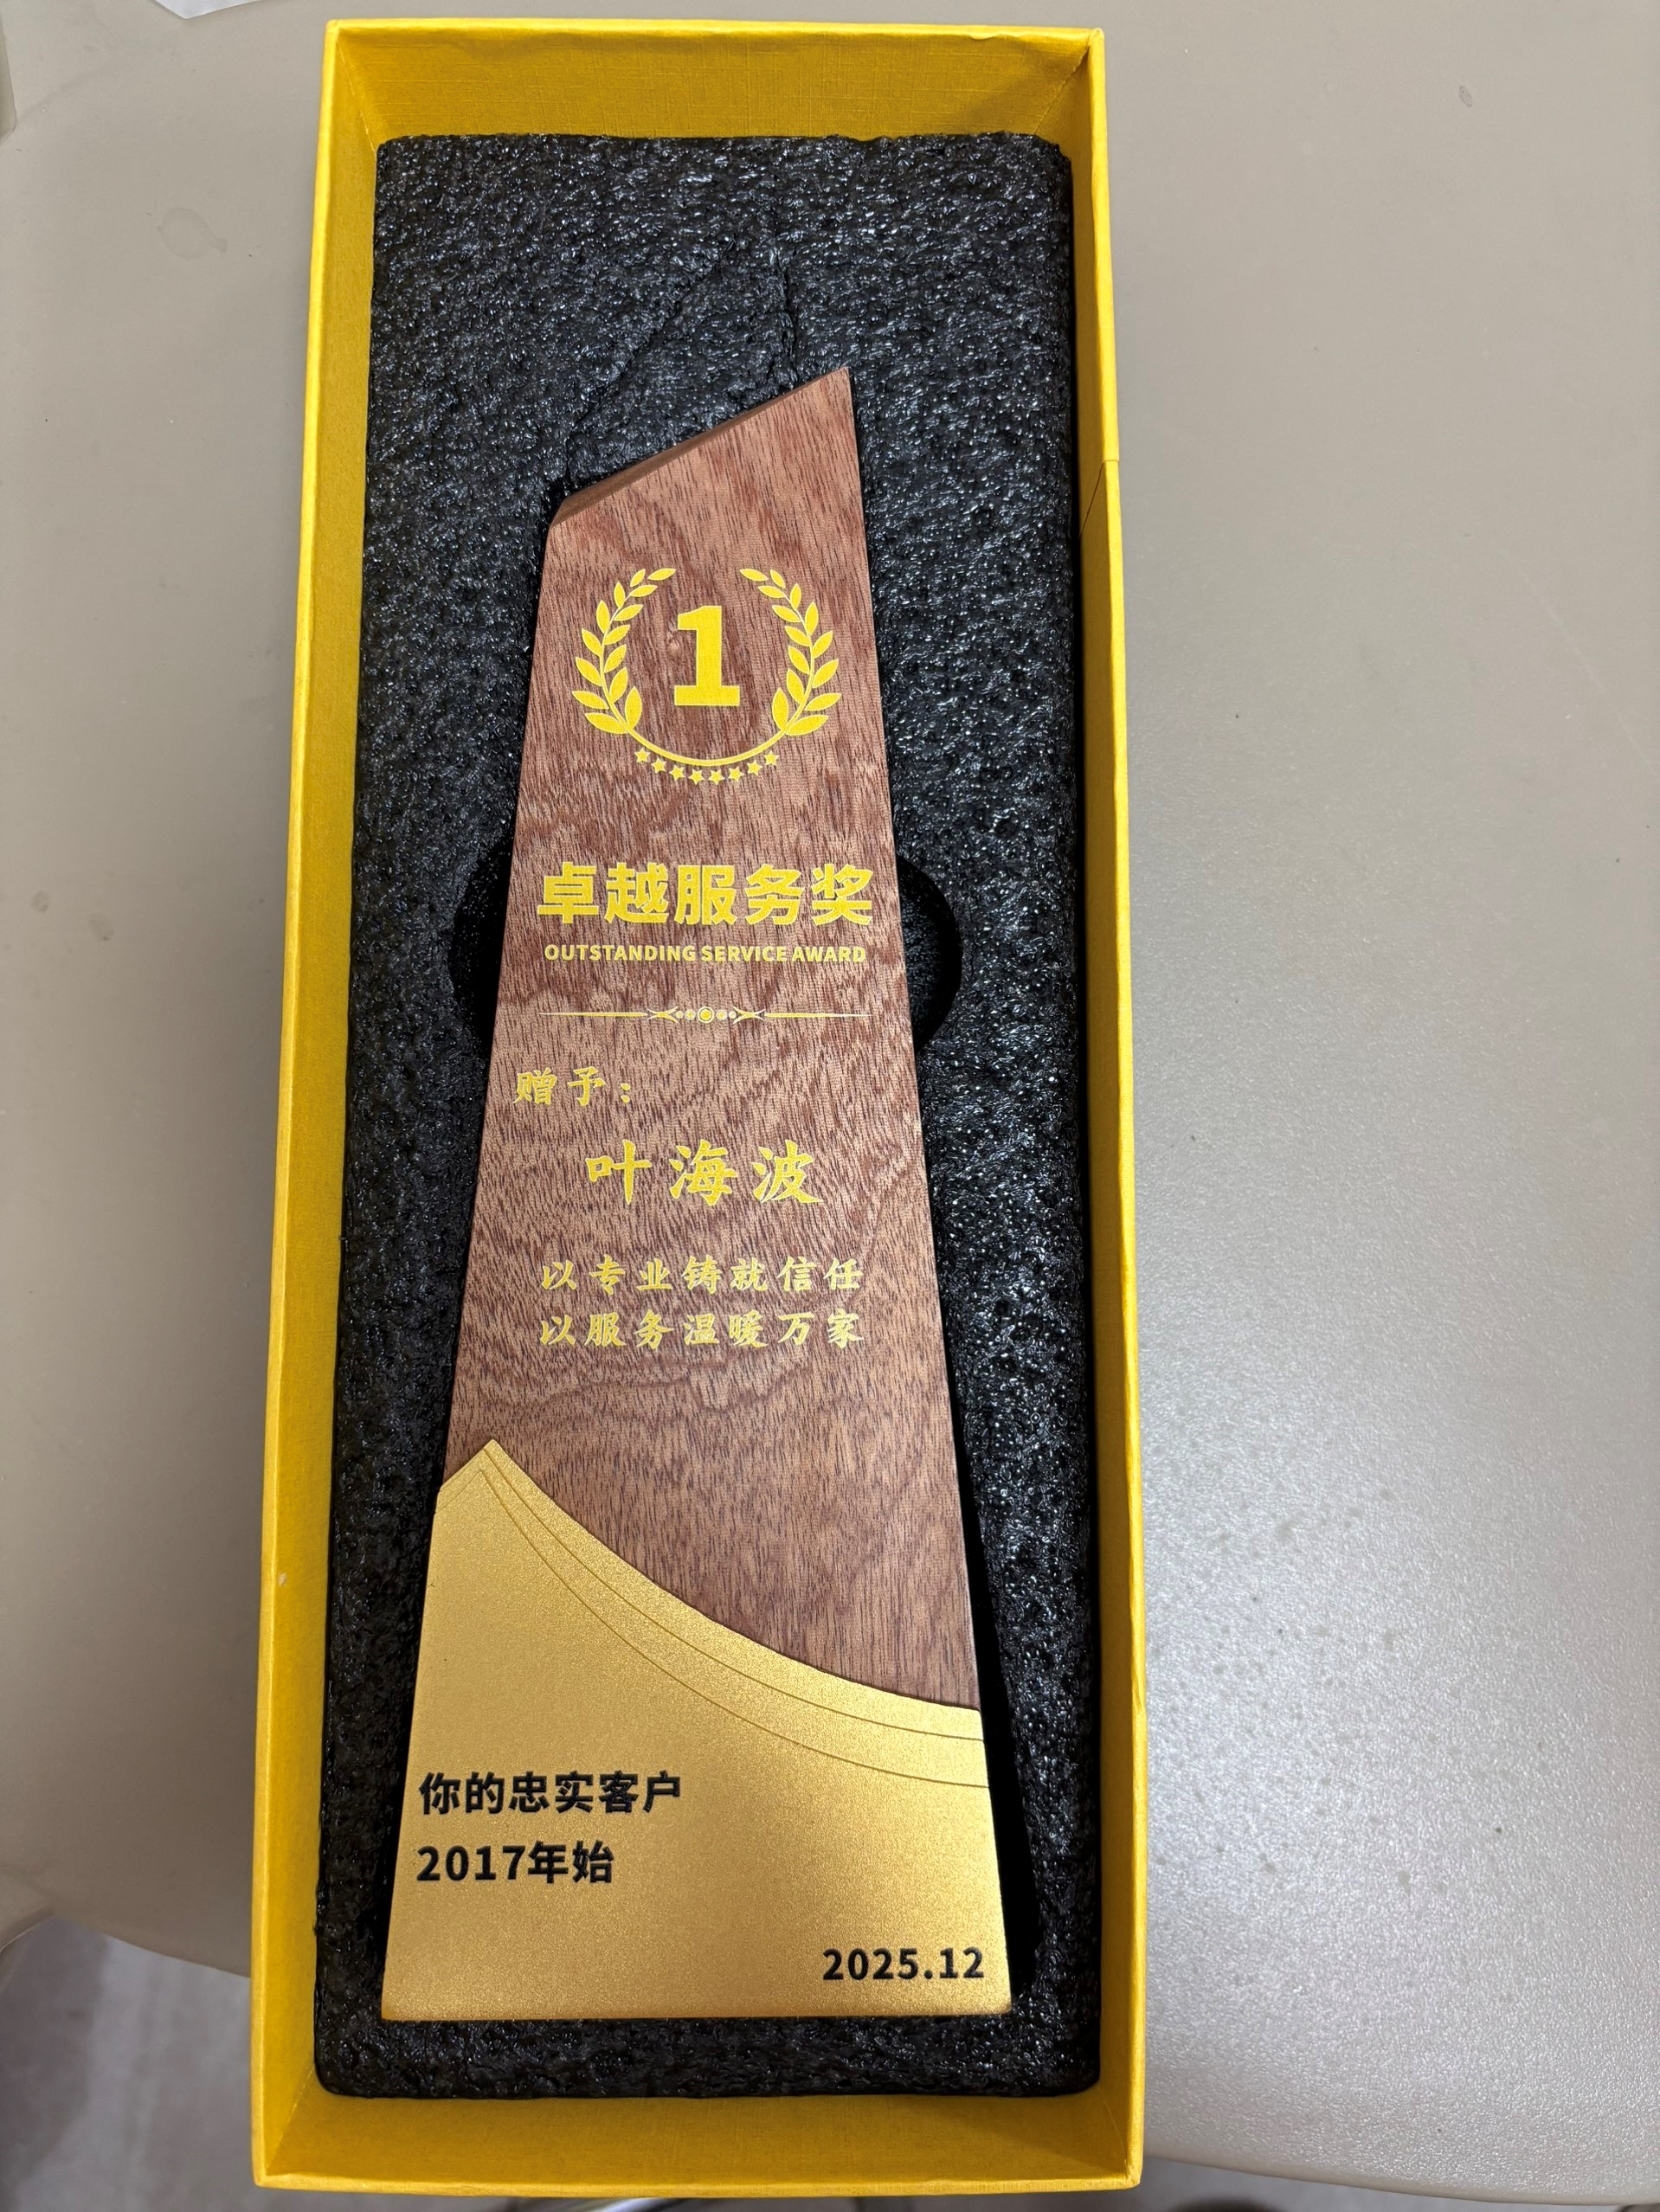 1
卓越服务奖
OUTSTANDING SERVICE AWARD
赠予：
叶海波
以专业铸就信任
以服务温暖万家
你的忠实客户
2017年始
2025.12